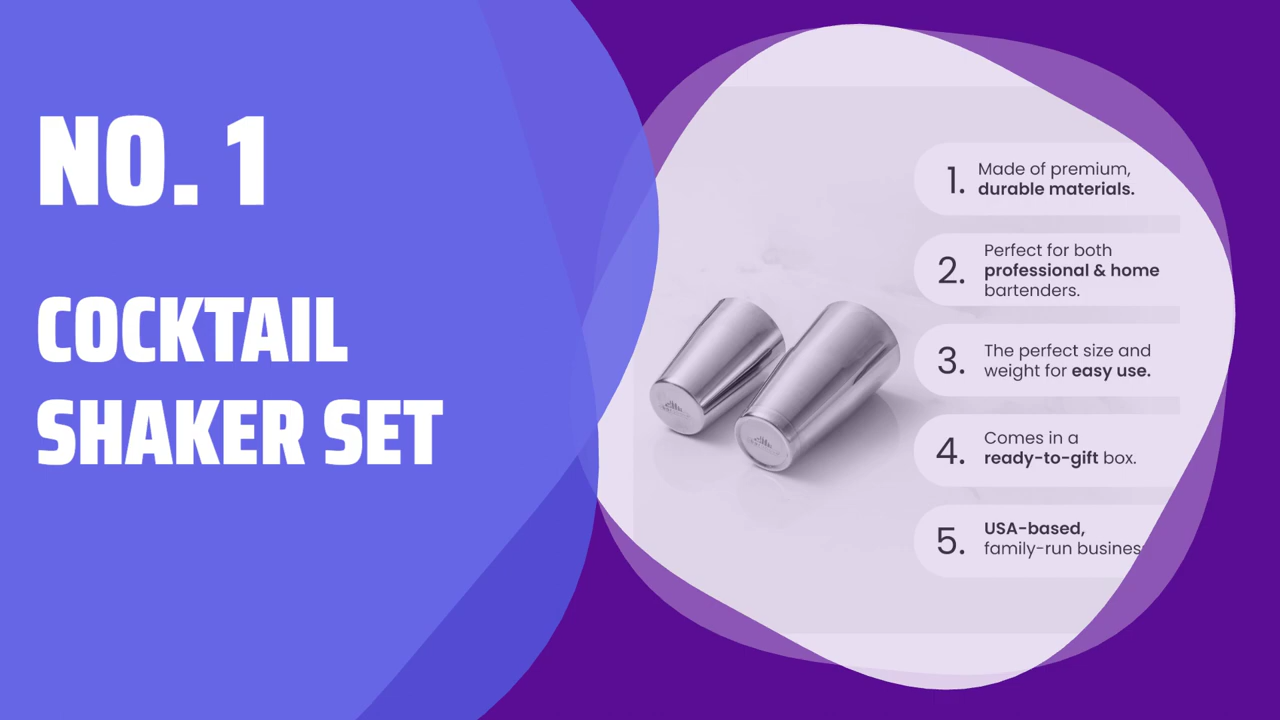 NO. 1
COCKTAIL
SHAKER SET
1. Made of premium,
durable materials.
2. Perfect for both
professional & home
bartenders.
3. The perfect size and
weight for easy use.
4. Comes in a
ready-to-gift box.
5. USA-based,
family-run busines